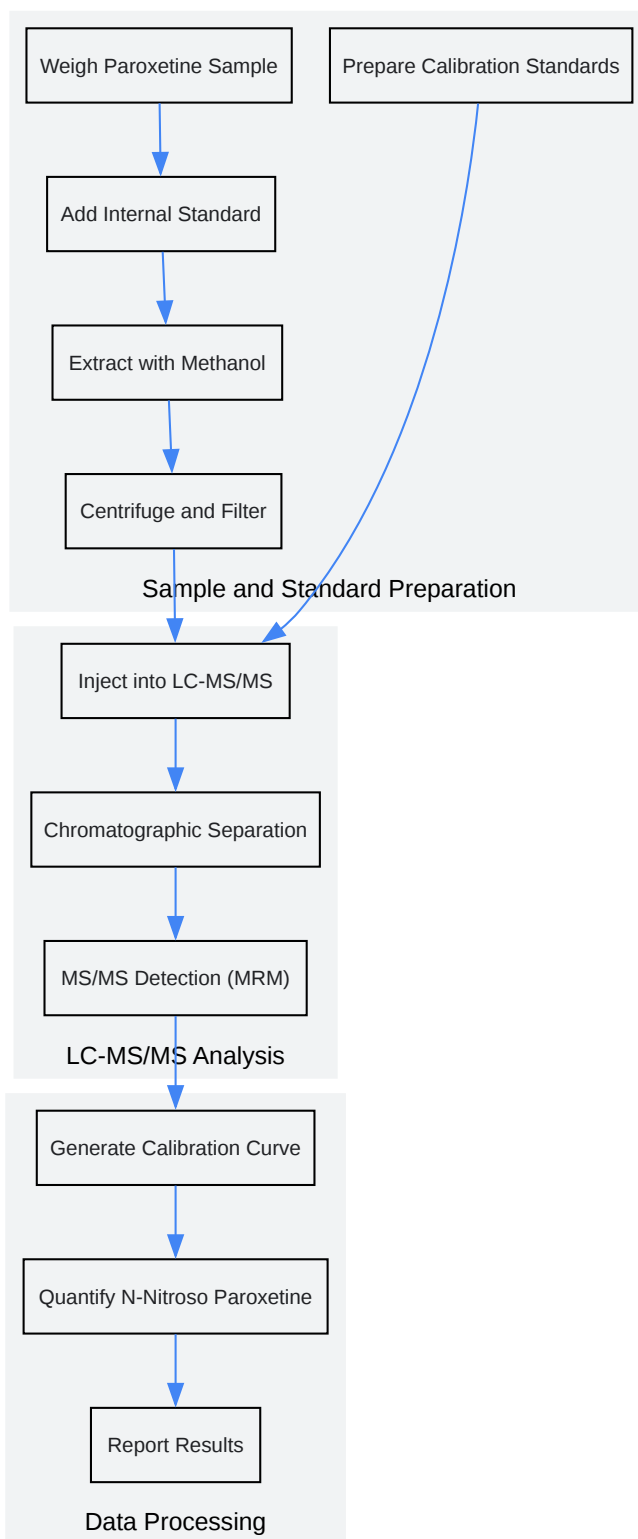 Weigh Paroxetine Sample
Prepare Calibration Standards
Add Internal Standard
Extract with Methanol
Centrifuge and Filter
Sample and Standard Preparation
Inject into LC-MS/MS
Chromatographic Separation
MS/MS Detection (MRM)
LC-MS/MS Analysis
Generate Calibration Curve
Quantify N-Nitroso Paroxetine
Report Results
Data Processing